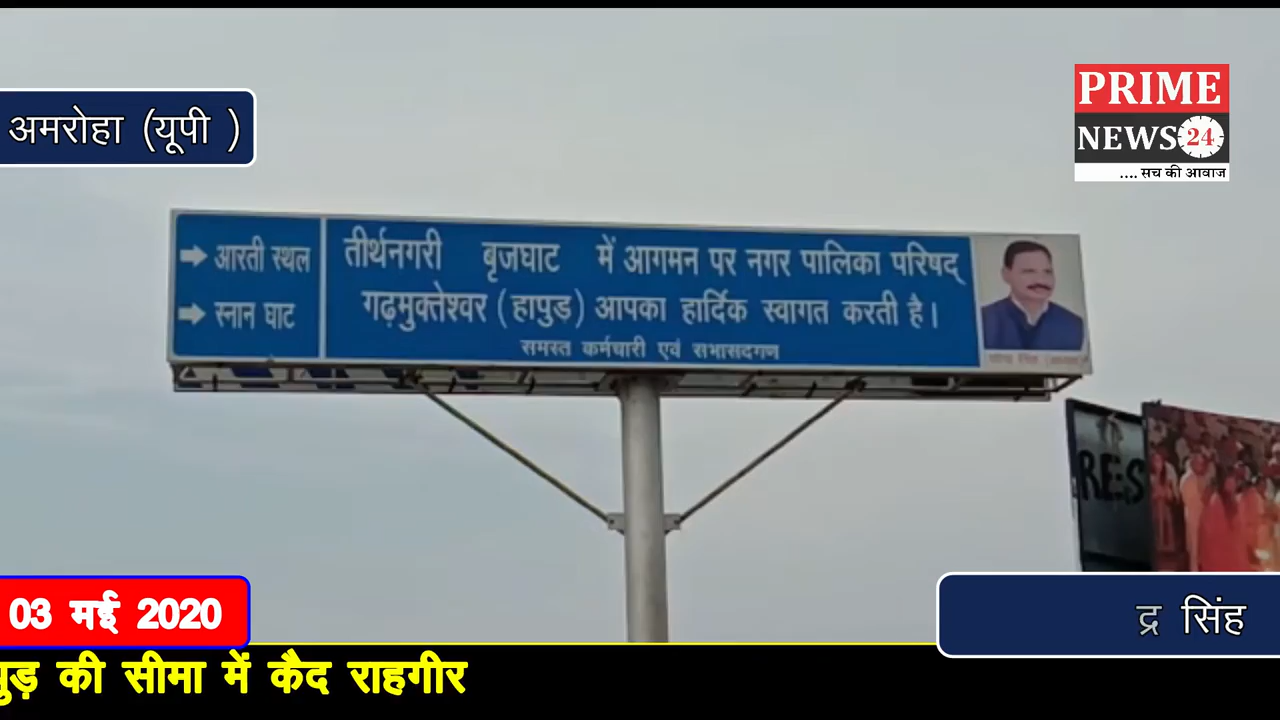 अमरोहा (यूपी )
PRIME
NEWS 24
.... सच की आवाज
आरती स्थल
स्नान घाट
तीर्थनगरी बृजघाट में आगमन पर नगर पालिका परिषद्
गढ़मुक्तेश्वर (हापुड़) आपका हार्दिक स्वागत करती है।
समस्त कर्मचारी एवं सभासदगण
RE:S
03 मई 2020
द्र सिंह
की सीमा में कैद राहगीर